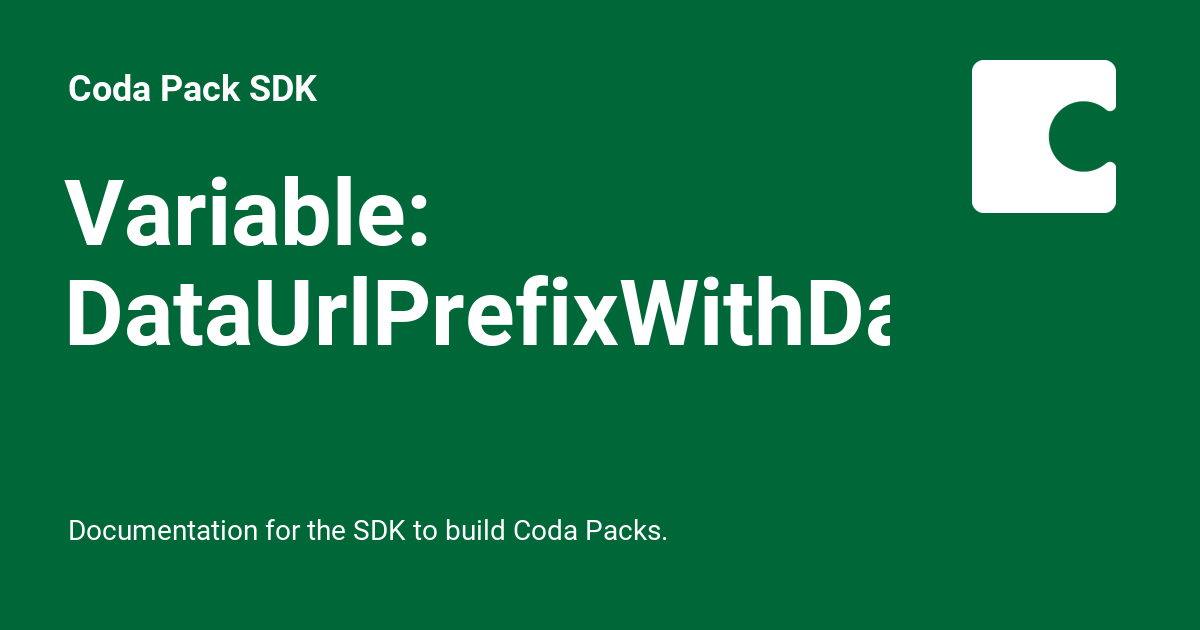 Coda Pack SDK
Variable:
DataUrlPrefixWithDa
Documentation for the SDK to build Coda Packs.